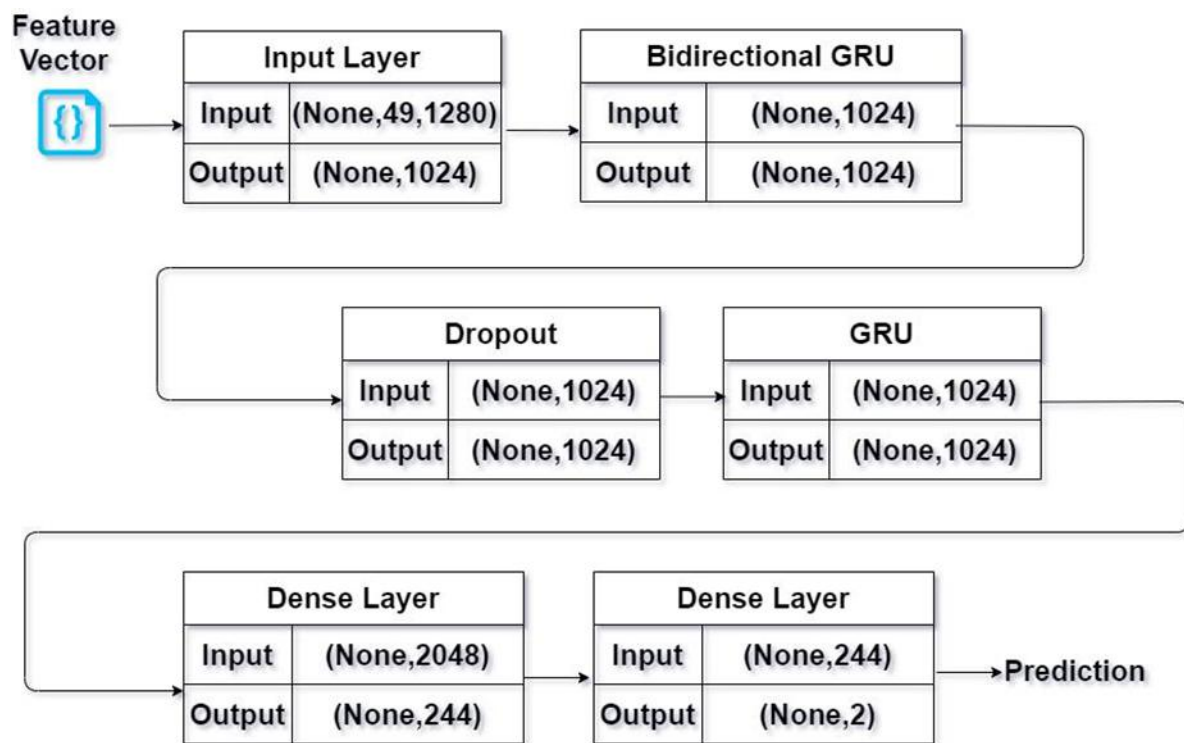 Feature
Vector
{}
Input Layer
Input (None,49,1280)
Output (None,1024)
Bidirectional GRU
Input (None,1024)
Output (None,1024)
Dropout
Input (None,1024)
Output (None,1024)
GRU
Input (None,1024)
Output (None,1024)
Dense Layer
Input (None,2048)
Output (None,244)
Dense Layer
Input (None,244)
Output (None,2)
Prediction